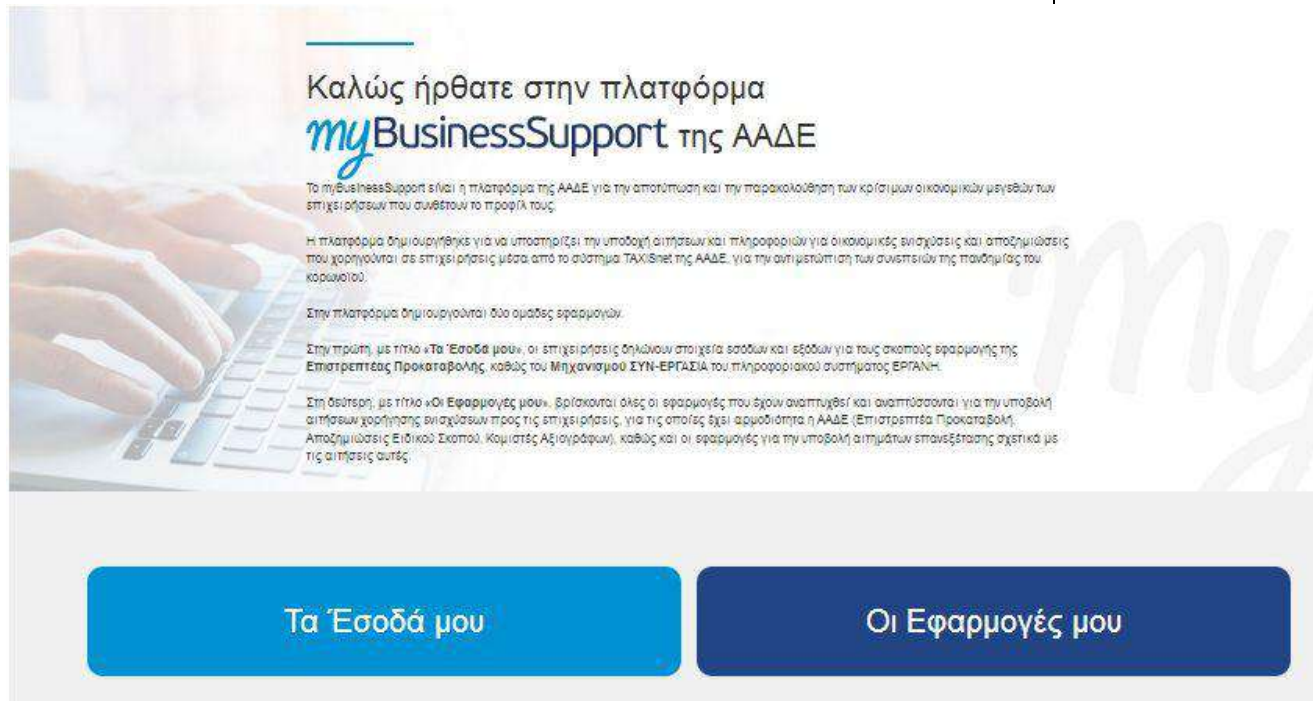 Καλώς ήρθατε στην πλατφόρμα
myBusinessSupport της ΑΑΔΕ
Το myBusinessSupport είναι η πλατφόρμα της ΑΑΔΕ για την αποτύπωση και την παρακολούθηση των κρίσιμων οικονομικών μεγεθών των
επιχειρήσεων που συνθέτουν το προφίλ τους.
Η πλατφόρμα δημιουργήθηκε για να υποστηρίζει την υποδοχή αιτήσεων και πληροφοριών για οικονομικές ενισχύσεις και αποζημιώσεις
που χορηγούνται σε επιχειρήσεις μέσα από το σύστημα TAXISnet της ΑΑΔΕ, για την αντιμετώπιση των συνεπειών της πανδημίας του
κορωνοϊού.
Στην πλατφόρμα δημιουργούνται δύο ομάδες εφαρμογών.
Στην πρώτη, με τίτλο «Τα Έσοδά μου», οι επιχειρήσεις δηλώνουν στοιχεία εσόδων και εξόδων για τους σκοπούς εφαρμογής της
Επιστρεπτέας Προκαταβολής, καθώς του Μηχανισμού ΣΥΝ-ΕΡΓΑΣΙΑ του πληροφοριακού συστήματος ΕΡΓΑΝΗ.
Στη δεύτερη, με τίτλο «Οι Εφαρμογές μου», βρίσκονται όλες οι εφαρμογές που έχουν αναπτυχθεί και αναπτύσσονται για την υποβολή
αιτήσεων χορήγησης ενισχύσεων προς τις επιχειρήσεις, για τις οποίες έχει αρμοδιότητα η ΑΑΔΕ (Επιστρεπτέα Προκαταβολή,
Αποζημιώσεις Ειδικού Σκοπού, Κομιστές Αξιογράφων), καθώς και οι εφαρμογές για την υποβολή αιτημάτων επανεξέτασης σχετικά με
τις αιτήσεις αυτές.
my
Τα Έσοδά μου
Οι Εφαρμογές μου